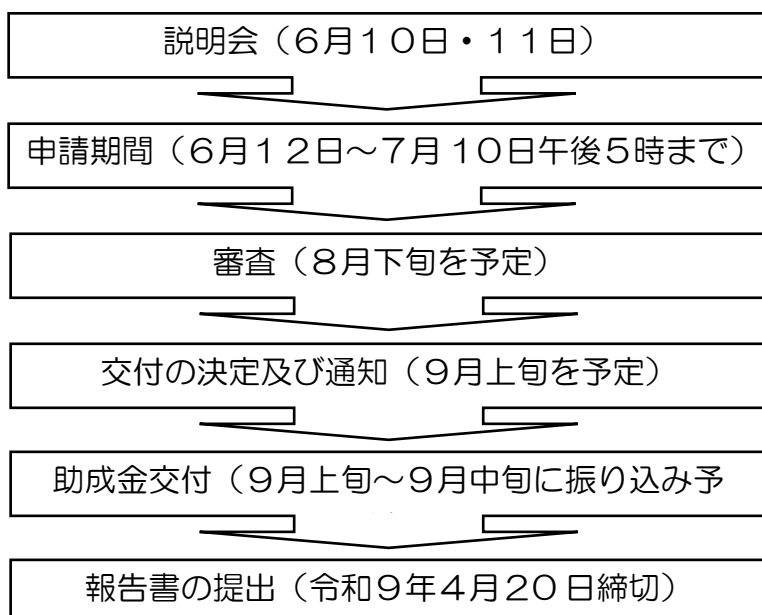 説明会（６月１０日・１１日）
申請期間（６月１２日～７月１０日午後５時まで）
審査（８月下旬を予定）
交付の決定及び通知（９月上旬を予定）
助成金交付（９月上旬～９月中旬に振り込み予
報告書の提出（令和９年４月２０日締切）